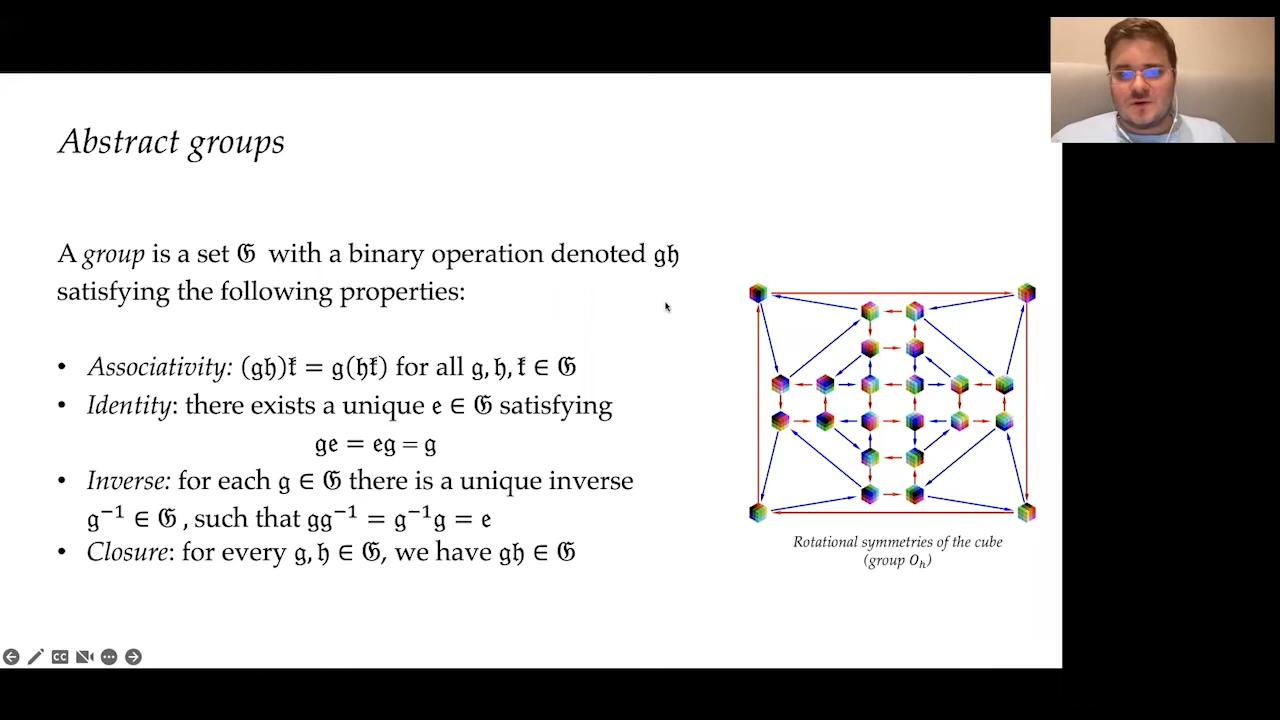 Abstract groups
A group is a set 𝔊 with a binary operation denoted 𝔤𝔥
satisfying the following properties:
• Associativity: (𝔤𝔥)𝔨 = 𝔤(𝔥𝔨) for all 𝔤, 𝔥, 𝔨 ∈ 𝔊
• Identity: there exists a unique 𝔢 ∈ 𝔊 satisfying
𝔤𝔢 = 𝔢𝔤 = 𝔤
• Inverse: for each 𝔤 ∈ 𝔊 there is a unique inverse
𝔤⁻¹ ∈ 𝔊 , such that 𝔤𝔤⁻¹ = 𝔤⁻¹𝔤 = 𝔢
• Closure: for every 𝔤, 𝔥 ∈ 𝔊, we have 𝔤𝔥 ∈ 𝔊
Rotational symmetries of the cube
(group Oₕ)
CC